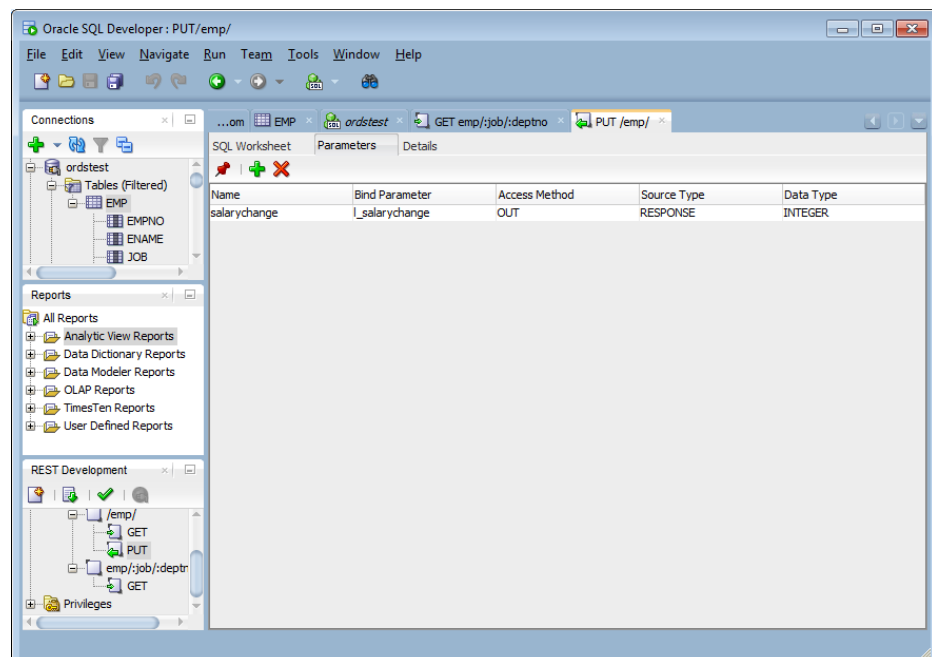 Oracle SQL Developer : PUT/emp/
File Edit View Navigate Run Team Tools Window Help
SQL
Connections
ordstest
Tables (Filtered)
EMP
EMPNO
ENAME
JOB
Reports
All Reports
Analytic View Reports
Data Dictionary Reports
Data Modeler Reports
OLAP Reports
TimesTen Reports
User Defined Reports
REST Development
/emp/
GET
PUT
emp/:job/:deptr
GET
Privileges
...om EMP ordstest GET emp/:job/:deptno PUT /emp/
SQL Worksheet Parameters Details
Name Bind Parameter Access Method Source Type Data Type
salarychange l_salarychange OUT RESPONSE INTEGER